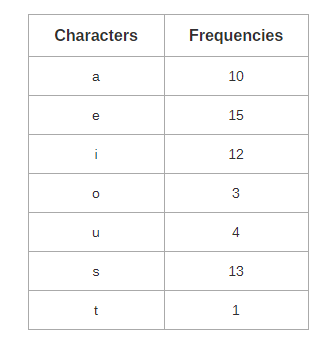 Characters Frequencies
a 10
e 15
i 12
o 3
u 4
s 13
t 1